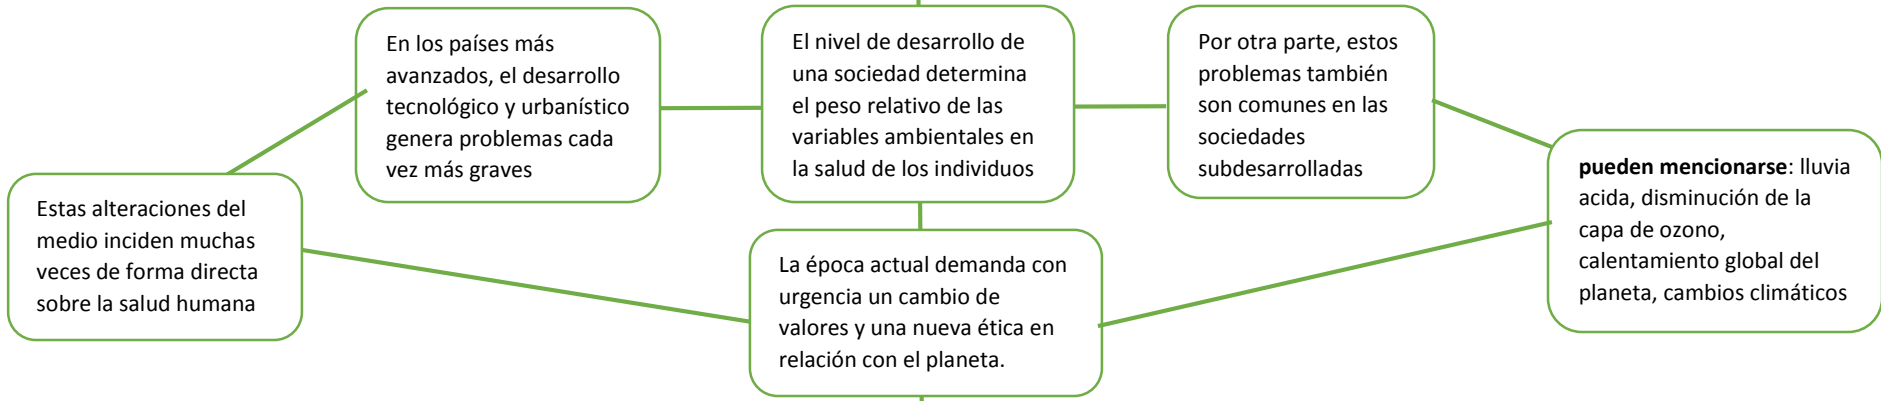 En los países más
avanzados, el desarrollo
tecnológico y urbanístico
genera problemas cada
vez más graves
El nivel de desarrollo de
una sociedad determina
el peso relativo de las
variables ambientales en
la salud de los individuos
Por otra parte, estos
problemas también
son comunes en las
sociedades
subdesarrolladas
pueden mencionarse: lluvia
acida, disminución de la
capa de ozono,
calentamiento global del
planeta, cambios climáticos
Estas alteraciones del
medio inciden muchas
veces de forma directa
sobre la salud humana
La época actual demanda con
urgencia un cambio de
valores y una nueva ética en
relación con el planeta.